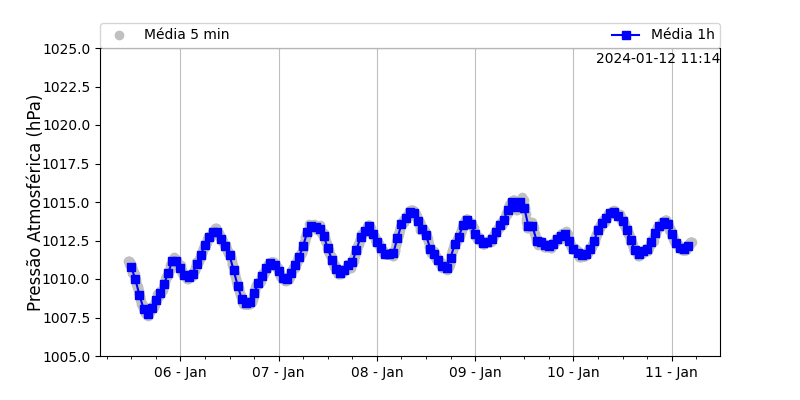 Média 5 min
Média 1h
2024-01-12 11:14
Pressão Atmosférica (hPa)
1025.0
1022.5
1020.0
1017.5
1015.0
1012.5
1010.0
1007.5
1005.0
06 - Jan
07 - Jan
08 - Jan
09 - Jan
10 - Jan
11 - Jan